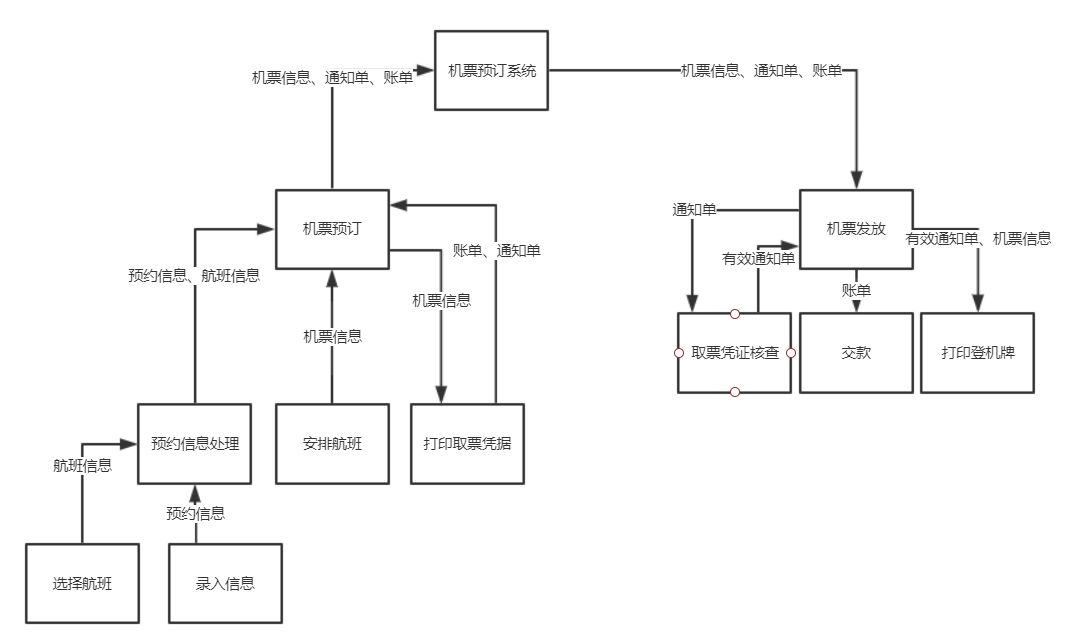 机票预订系统
机票信息、通知单、账单
机票信息、通知单、账单
机票预订
机票发放
通知单
有效通知单、机票信息
账单、通知单
有效通知单
预约信息、航班信息
账单
机票信息
机票信息
取票凭证核查
交款
打印登机牌
预约信息处理
安排航班
打印取票凭据
航班信息
预约信息
选择航班
录入信息